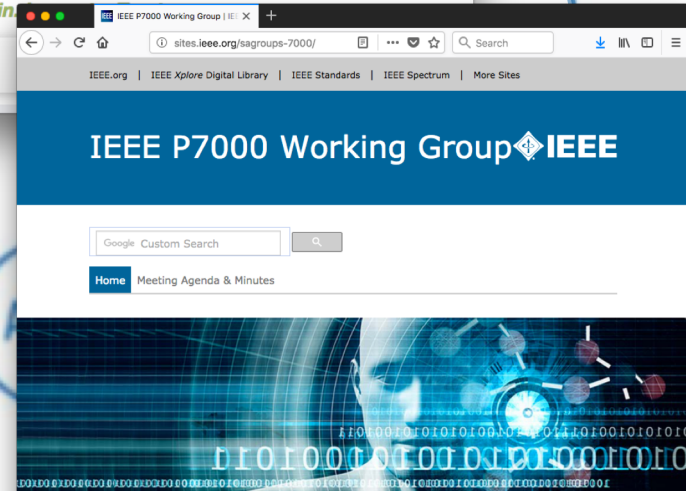 IEEE P7000 Working Group | IEE
sites.ieee.org/sagroups-7000/
Search
IEEE.org | IEEE Xplore Digital Library | IEEE Standards | IEEE Spectrum | More Sites
IEEE P7000 Working Group IEEE
Google Custom Search
Home Meeting Agenda & Minutes